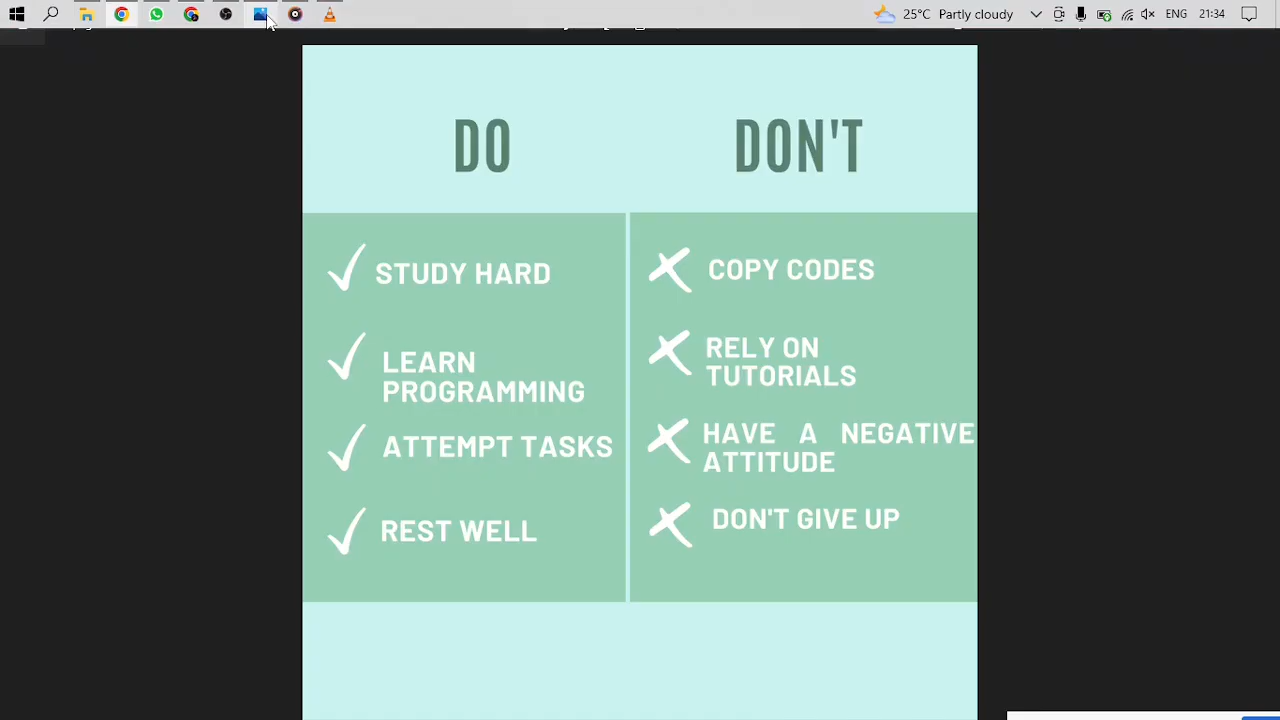 25°C Partly cloudy
ENG
21:34
DO
DON'T
STUDY HARD
LEARN
PROGRAMMING
ATTEMPT TASKS
REST WELL
COPY CODES
RELY ON
TUTORIALS
HAVE A NEGATIVE
ATTITUDE
DON'T GIVE UP